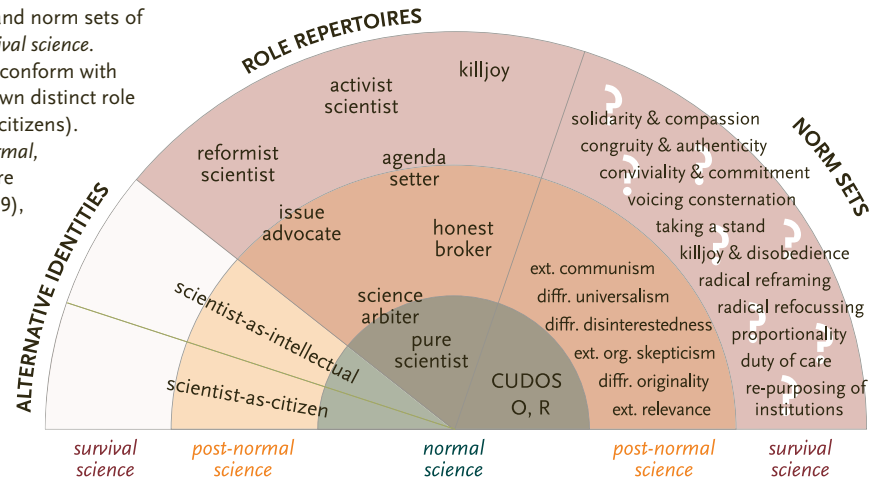 and norm sets of
ival science.
conform with
wn distinct role
citizens).
rmal,
re
9),
ROLE REPERTOIRES
killjoy
activist
scientist
reformist
scientist
agenda
setter
issue
advocate
honest
broker
science
arbiter
pure
scientist
NORM SETS
solidarity & compassion
congruity & authenticity
conviviality & commitment
voicing consternation
taking a stand
killjoy & disobedience
radical reframing
radical refocussing
proportionality
duty of care
re-purposing of
institutions
? ? ? ? ? ? ? ?
ext. communism
diffr. universalism
diffr. disinterestedness
ext. org. skepticism
diffr. originality
ext. relevance
CUDOS
O, R
ALTERNATIVE IDENTITIES
scientist-as-intellectual
scientist-as-citizen
survival
science
post-normal
science
normal
science
post-normal
science
survival
science